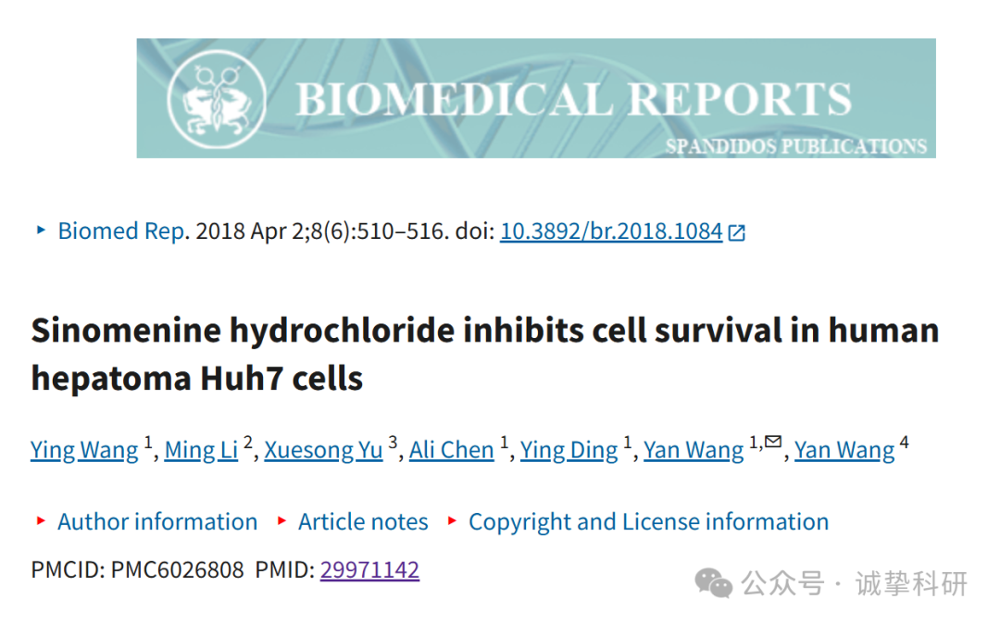 BIOMEDICAL REPORTS
SPANDIDOS PUBLICATIONS
Biomed Rep. 2018 Apr 2;8(6):510–516. doi: 10.3892/br.2018.1084
Sinomenine hydrochloride inhibits cell survival in human
hepatoma Huh7 cells
Ying Wang 1, Ming Li 2, Xuesong Yu 3, Ali Chen 1, Ying Ding 1, Yan Wang 1,✉, Yan Wang 4
Author information Article notes Copyright and License information
PMCID: PMC6026808 PMID: 29971142
公众号 · 诚挚科研